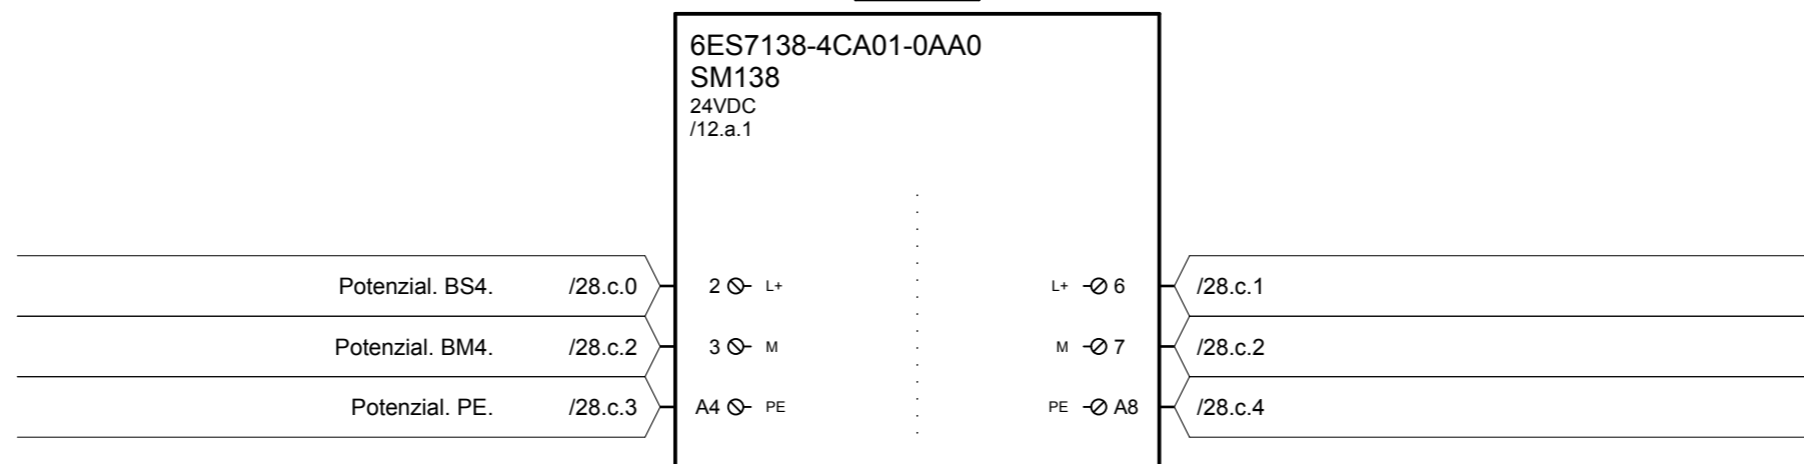 6ES7138-4CA01-0AA0
SM138
24VDC
/12.a.1
Potenzial. BS4. /28.c.0 2 L+ L+ 6 /28.c.1
Potenzial. BM4. /28.c.2 3 M M 7 /28.c.2
Potenzial. PE. /28.c.3 A4 PE PE A8 /28.c.4